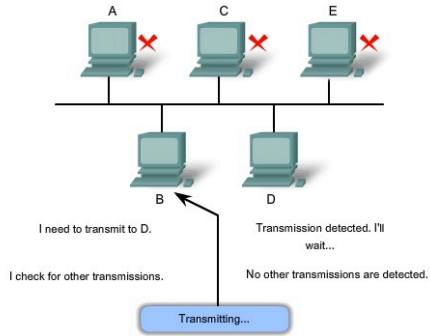 A
C
E
B
D
I need to transmit to D.
Transmission detected. I'll
wait...
I check for other transmissions.
No other transmissions are detected.
Transmitting...